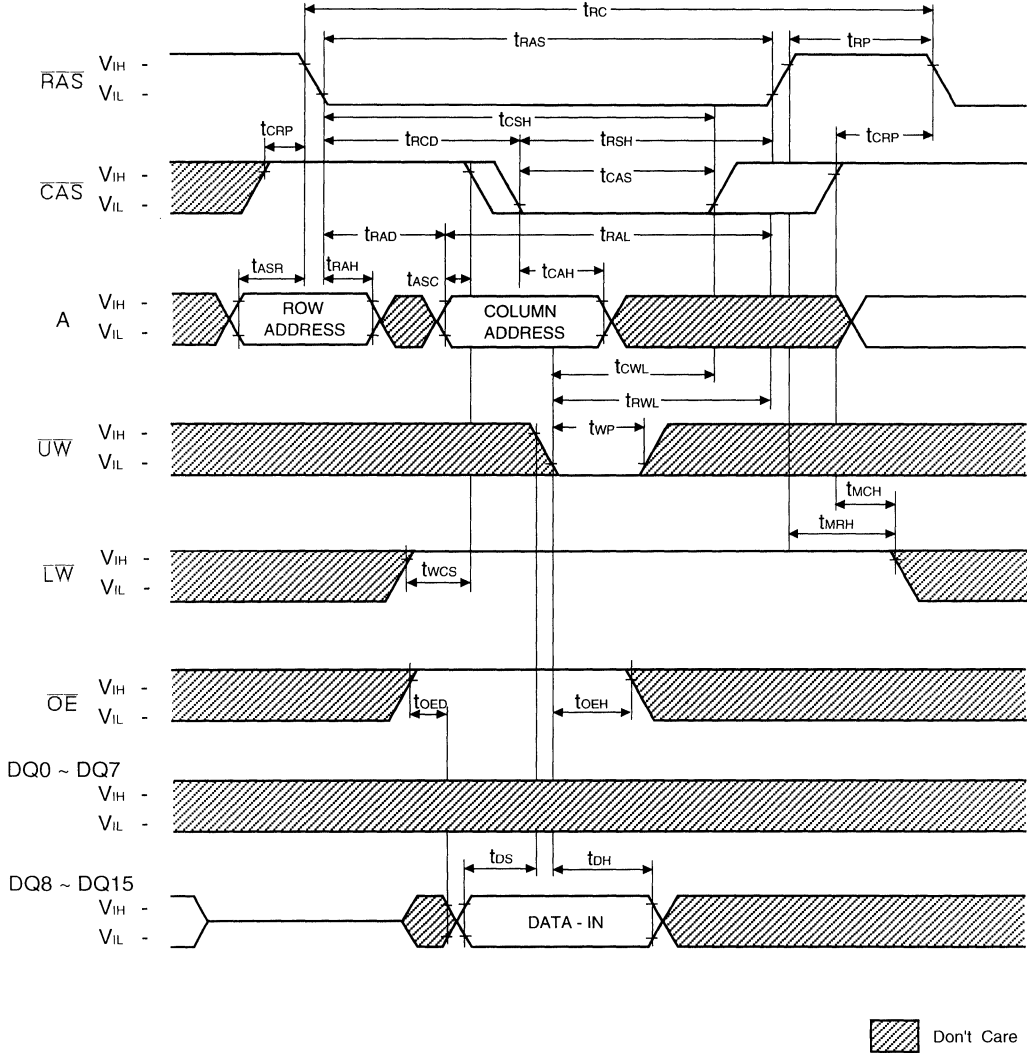 tRC
tRAS
tRP
RAS
VIH -
VIL -
tCSH
tCRP
tRCD
tRSH
tCRP
CAS
VIH -
VIL -
tCAS
tRAD
tRAL
tASR
tRAH
tASC
tCAH
A
VIH -
VIL -
ROW
ADDRESS
COLUMN
ADDRESS
tCWL
tRWL
UW
VIH -
VIL -
tWP
tMCH
tMRH
LW
VIH -
VIL -
tWCS
OE
VIH -
VIL -
tOED
tOEH
DQ0 ~ DQ7
VIH -
VIL -
tDS
tDH
DQ8 ~ DQ15
VIH -
VIL -
DATA - IN
Don't Care